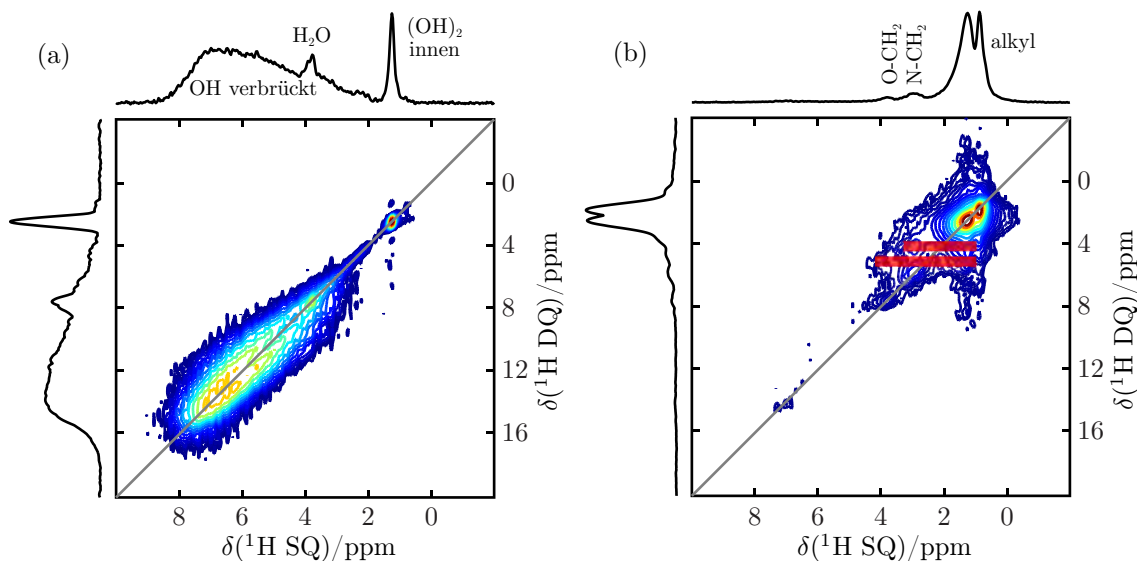 (a)
H₂O
(OH)₂
innen
OH verbrückt
0
4
8
12
16
δ(¹H DQ)/ppm
8 6 4 2 0
δ(¹H SQ)/ppm
(b)
O-CH₂
N-CH₂
alkyl
0
4
8
12
16
δ(¹H DQ)/ppm
8 6 4 2 0
δ(¹H SQ)/ppm